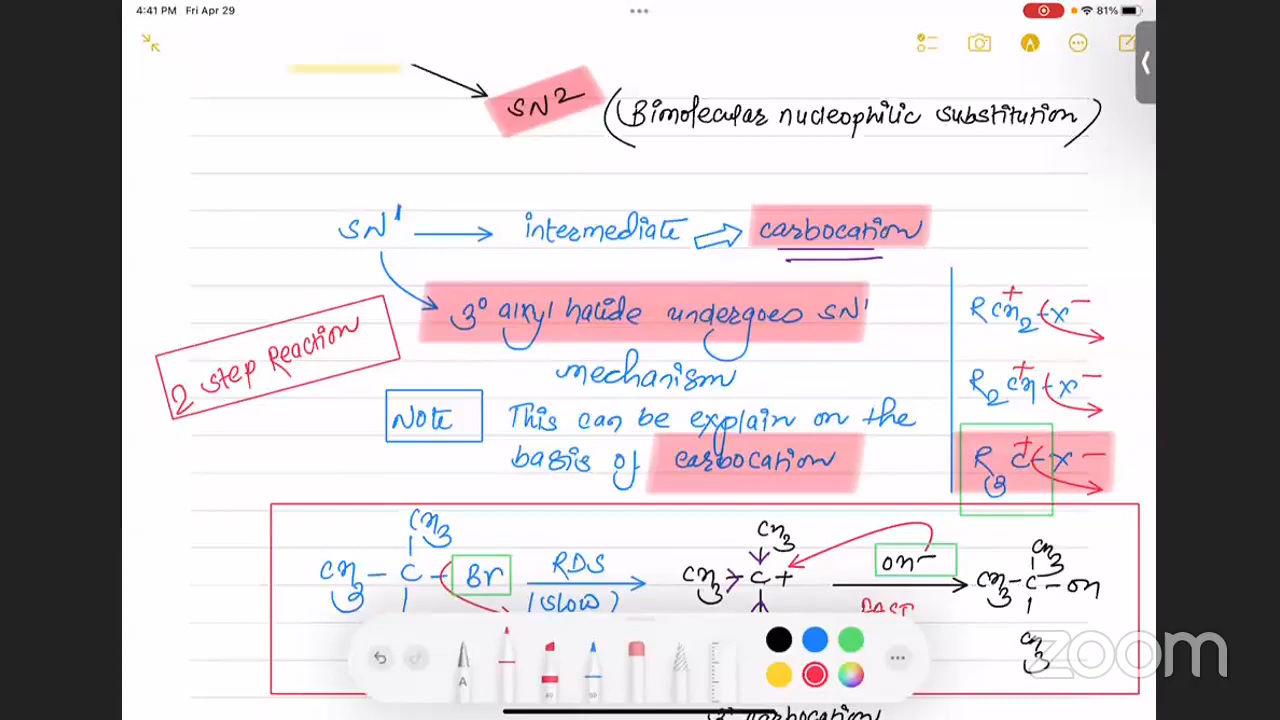 4:41 PM Fri Apr 29
81%
SN2 (Bimolecular nucleophilic substitution)
SN1 → intermediate ⇨ carbocation
3° alkyl halide undergoes SN1
mechanism
2 step Reaction
Note This can be explain on the
basis of carbocation
RCH2+ -X-
R2CH+ -X-
R3C+ -X-
CH3 CH3 CH3
CH3 - C - Br RDS CH3 C + OH- CH3 - C - OH
(slow) FAST
CH3
3° carbocation
zoom